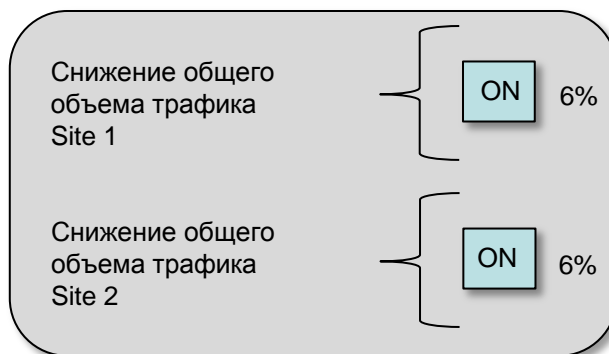 Снижение общего
объема трафика
Site 1
ON
6%
Снижение общего
объема трафика
Site 2
ON
6%